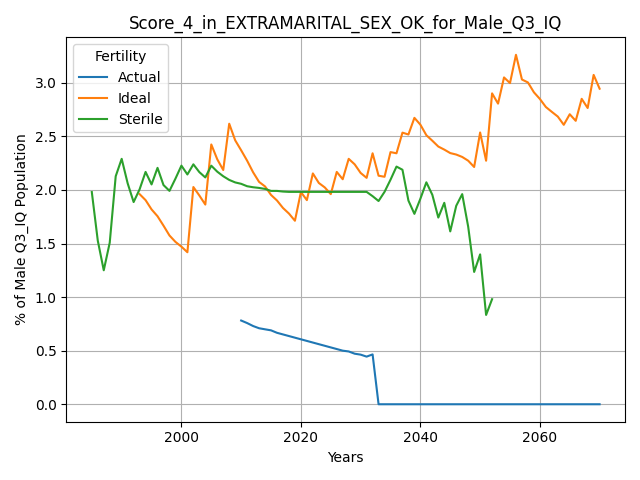 Score_4_in_EXTRAMARITAL_SEX_OK_for_Male_Q3_IQ
Fertility
Actual
Ideal
Sterile
% of Male Q3_IQ Population
3.0
2.5
2.0
1.5
1.0
0.5
0.0
2000 2020 2040 2060
Years